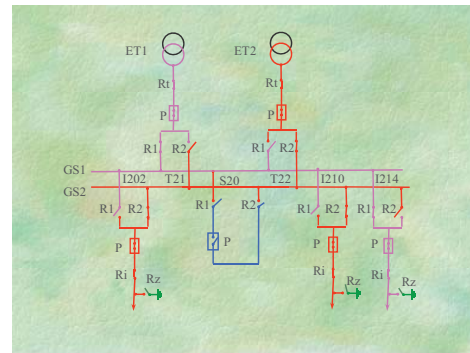 ET1 ET2
Rt Rt
P P
R1 R2 R1 R2
GS1 I202 T21 S20 T22 I210 I214
GS2
R1 R2 R1 R2 R1 R2 R1 R2
P P P P
Ri Rz Ri Rz Ri Rz